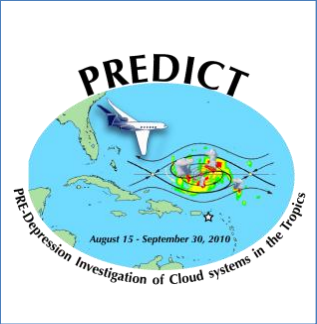 PREDICT
August 15 - September 30, 2010
PRE-Depression Investigation of Cloud systems in the Tropics